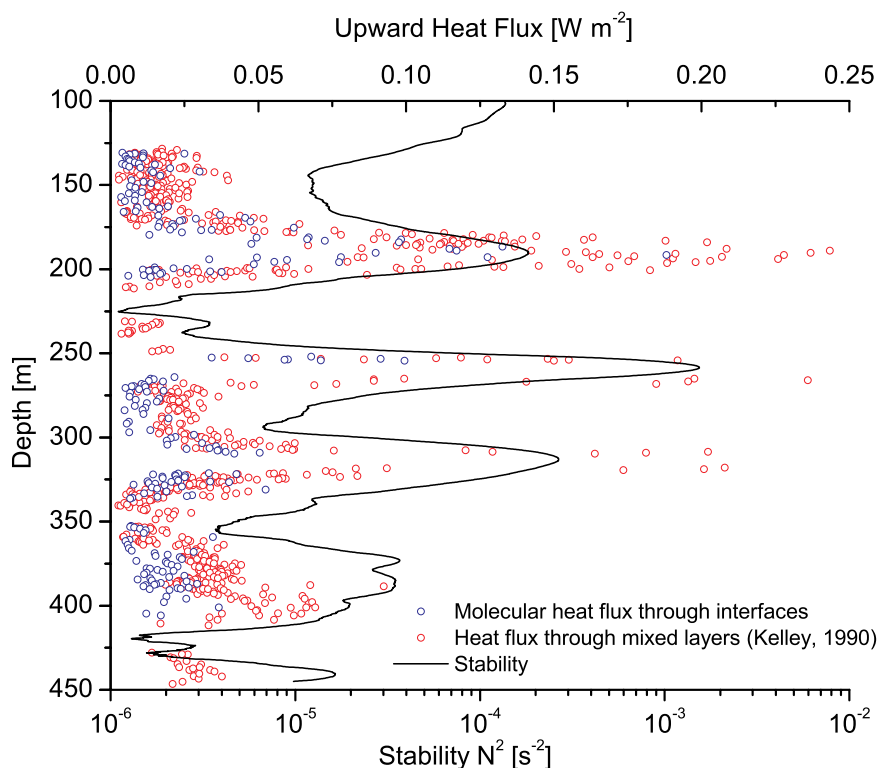 Upward Heat Flux [W m-2]
0.00 0.05 0.10 0.15 0.20 0.25
100
150
200
250
300
350
400
450
Depth [m]
Molecular heat flux through interfaces
Heat flux through mixed layers (Kelley, 1990)
Stability
10-6 10-5 10-4 10-3 10-2
Stability N2 [s-2]